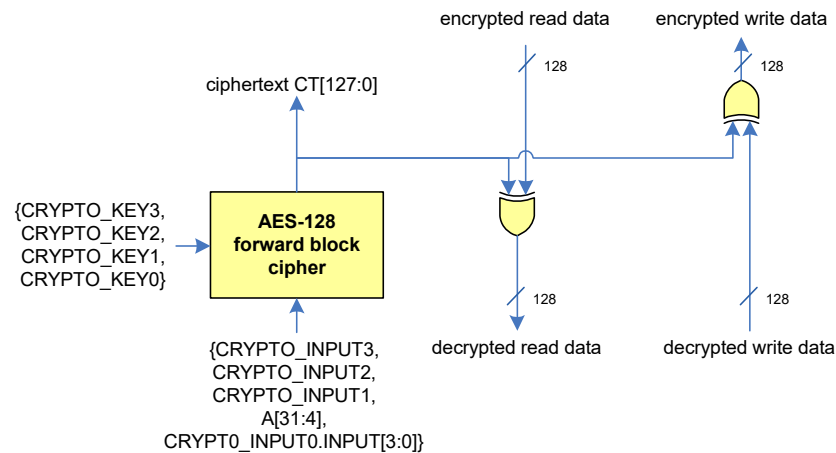 encrypted read data
encrypted write data
128
128
ciphertext CT[127:0]
{CRYPTO_KEY3,
CRYPTO_KEY2,
CRYPTO_KEY1,
CRYPTO_KEY0}
AES-128
forward block
cipher
128
128
{CRYPTO_INPUT3,
CRYPTO_INPUT2,
CRYPTO_INPUT1,
A[31:4],
CRYPT0_INPUT0.INPUT[3:0]}
decrypted read data
decrypted write data